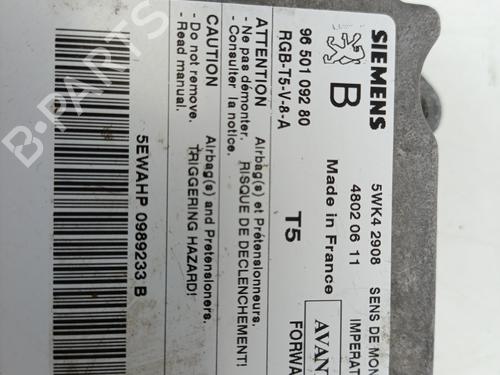 SIEMENS 5WK4 2908 SENS DE MON
B 4802 06 11 IMPERAT
96 501 092 80 Made in France
RGB-T5-V-8-A T5 AVAN
FORWA
ATTENTION Airbag(s) et Prétensionneurs.
- Ne pas démonter. RISQUE DE DECLENCHEMENT!
- Consulter la notice.
CAUTION Airbag(s) and Pretensioners.
- Do not remove. TRIGGERING HAZARD!
- Read manual.
5EWAHP 0989233 B
B-PARTS